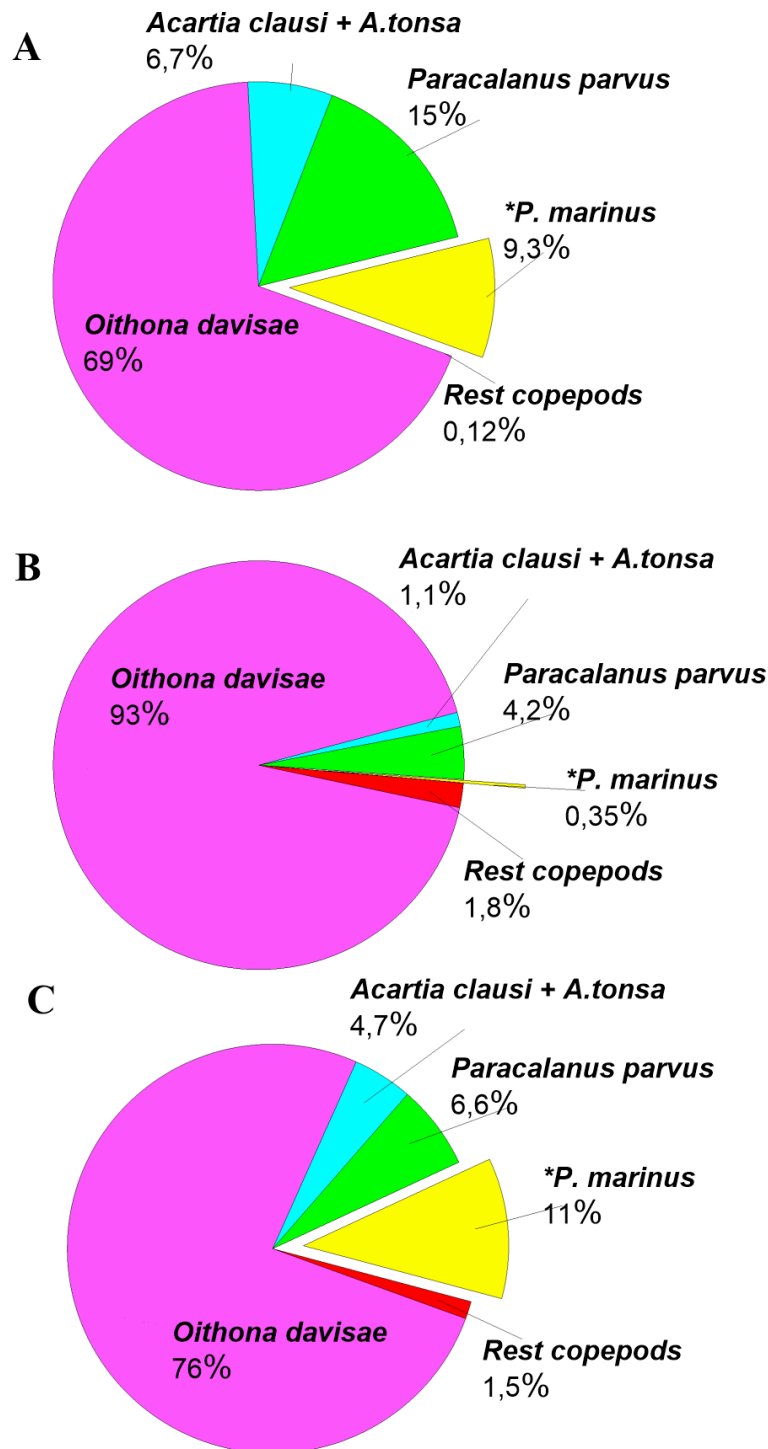 A
Acartia clausi + A.tonsa
6,7%
Paracalanus parvus
15%
*P. marinus
9,3%
Oithona davisae
69%
Rest copepods
0,12%
B
Acartia clausi + A.tonsa
1,1%
Oithona davisae
93%
Paracalanus parvus
4,2%
*P. marinus
0,35%
Rest copepods
1,8%
C
Acartia clausi + A.tonsa
4,7%
Paracalanus parvus
6,6%
*P. marinus
11%
Oithona davisae
76%
Rest copepods
1,5%